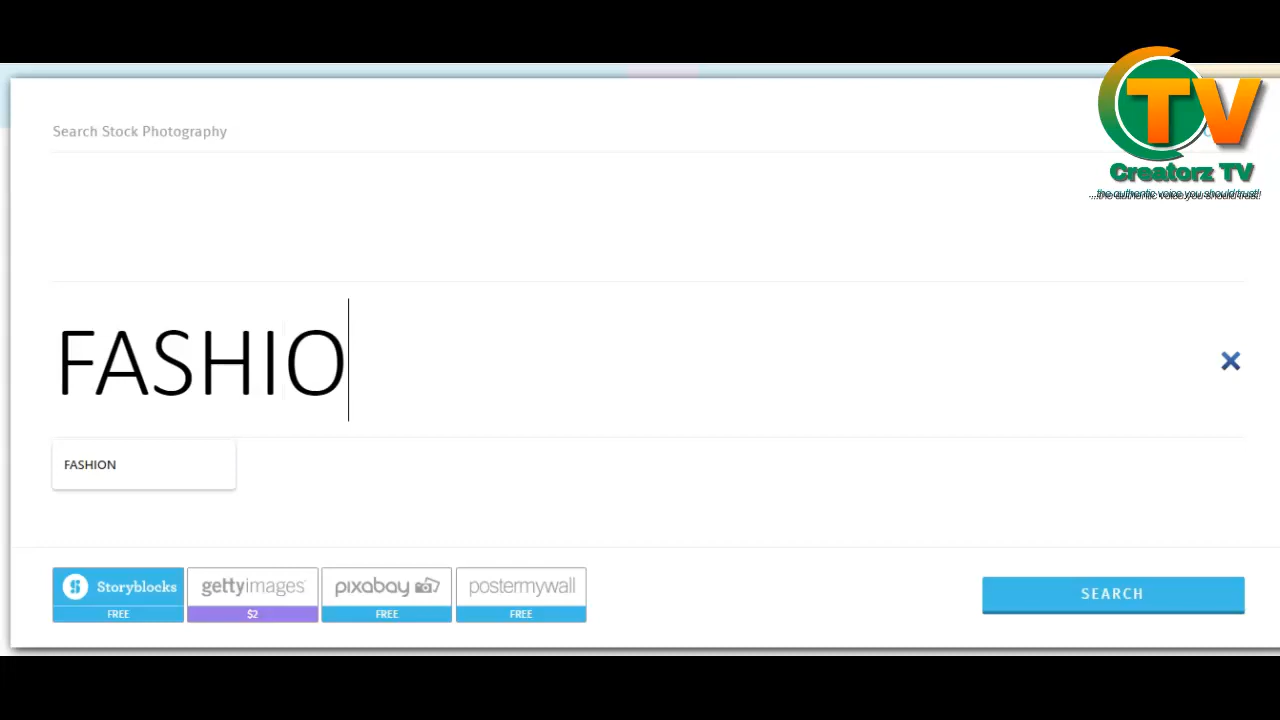 Search Stock Photography
TV
Creatorz TV
...the authentic voice you should trust!
FASHIO
FASHION
Storyblocks
FREE
gettyimages
$2
pixabay
FREE
postermywall
FREE
SEARCH